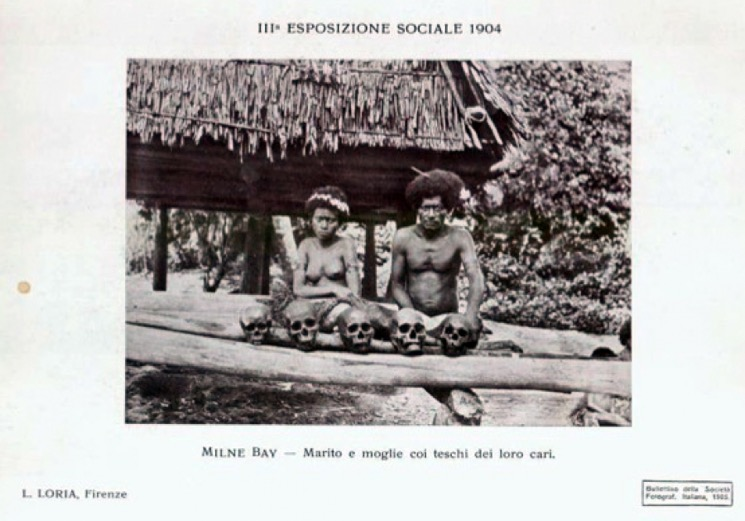 IIIª ESPOSIZIONE SOCIALE 1904
MILNE BAY — Marito e moglie coi teschi dei loro cari.
L. LORIA, Firenze
Bullettino della Società
Fotograf. Italiana, 1905.